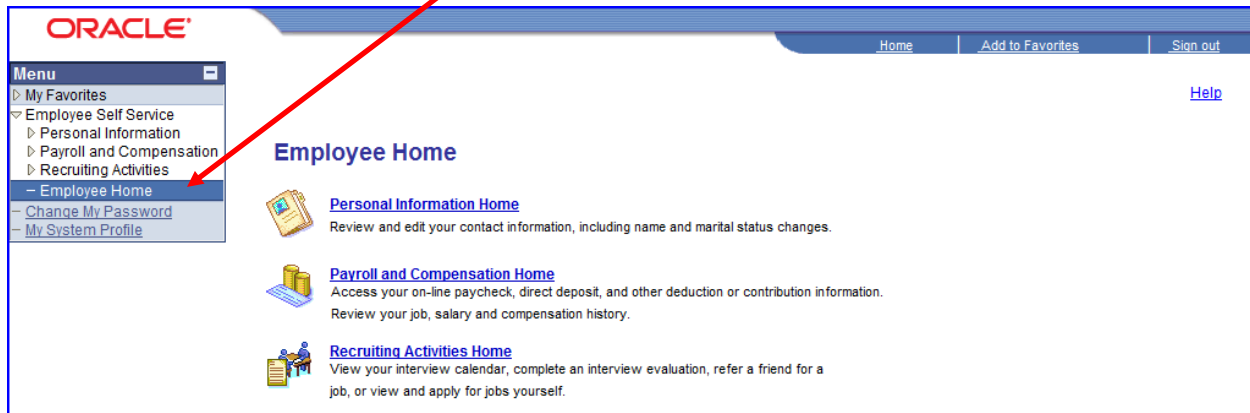 ORACLE
Home
Add to Favorites
Sign out
Menu
My Favorites
Employee Self Service
Personal Information
Payroll and Compensation
Recruiting Activities
– Employee Home
– Change My Password
– My System Profile
Help
Employee Home
Personal Information Home
Review and edit your contact information, including name and marital status changes.
Payroll and Compensation Home
Access your on-line paycheck, direct deposit, and other deduction or contribution information.
Review your job, salary and compensation history.
Recruiting Activities Home
View your interview calendar, complete an interview evaluation, refer a friend for a
job, or view and apply for jobs yourself.